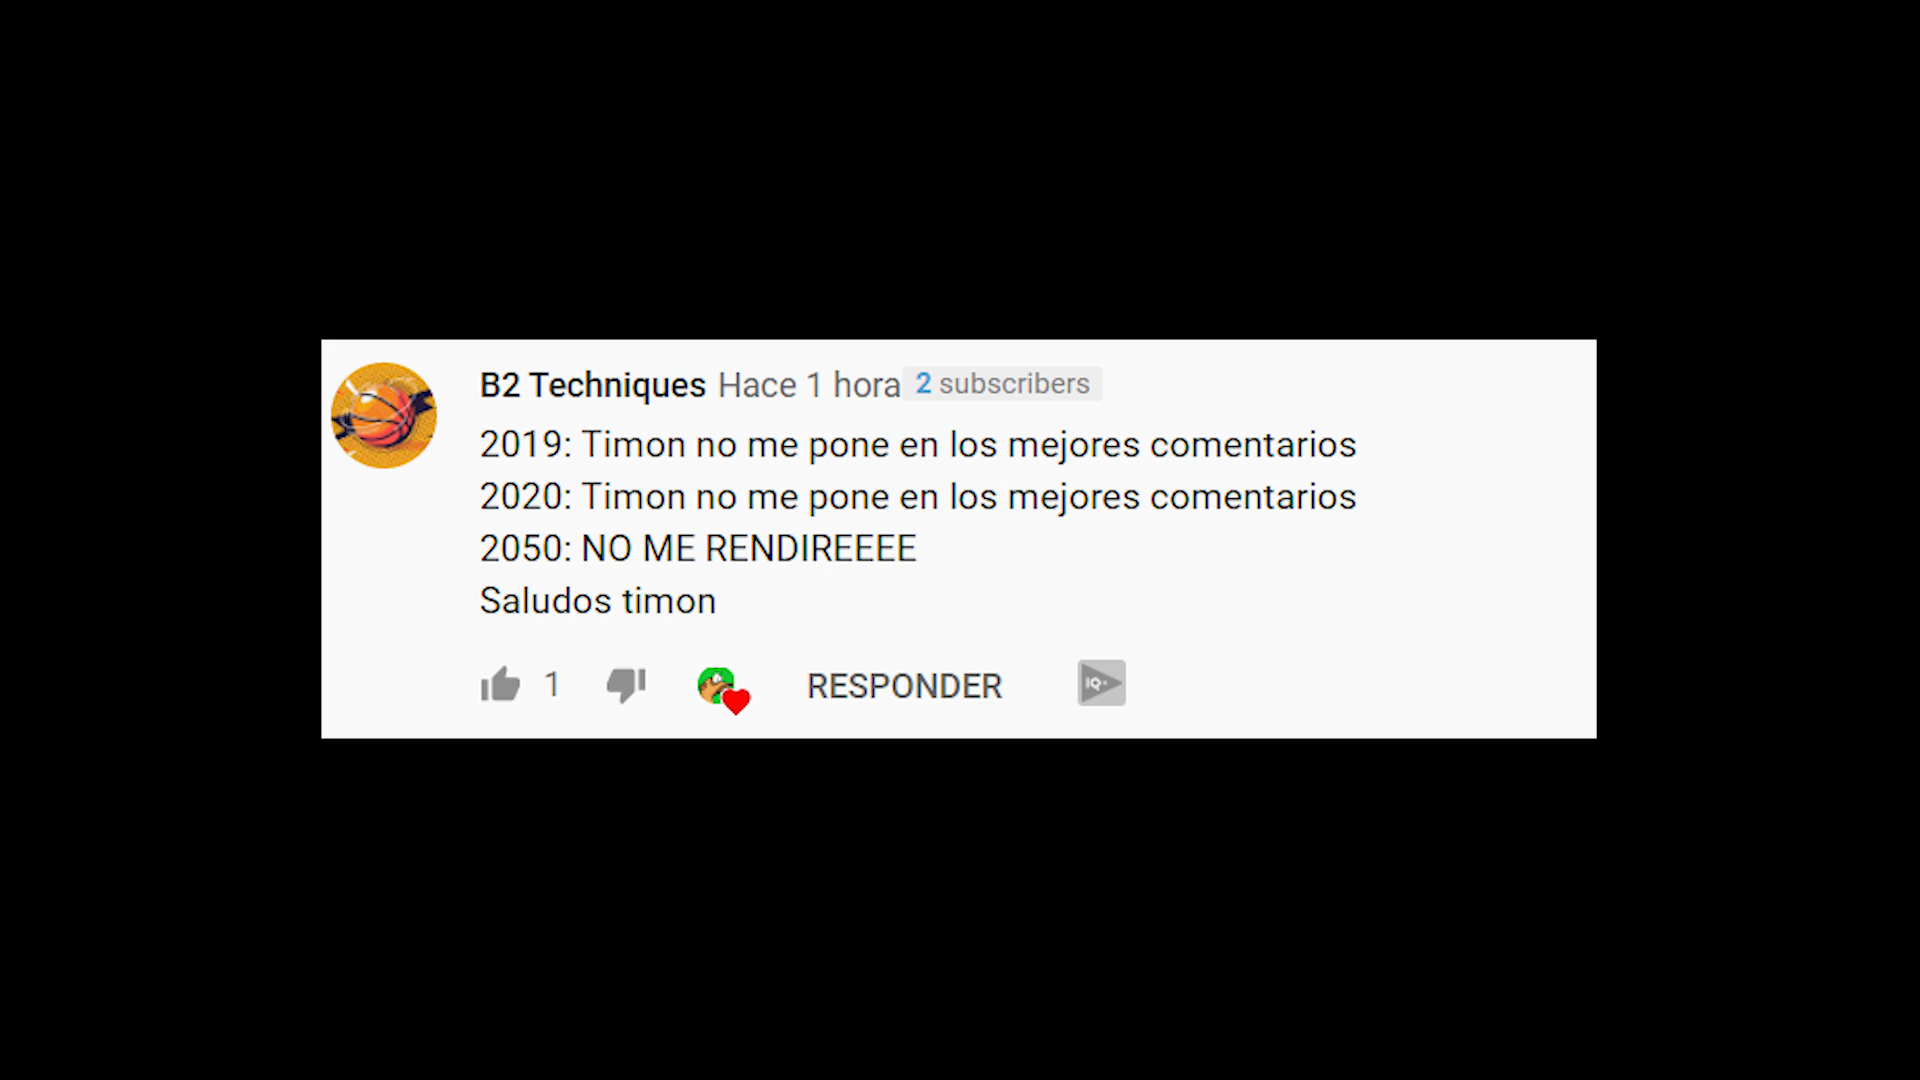 B2 Techniques Hace 1 hora 2 subscribers
2019: Timon no me pone en los mejores comentarios
2020: Timon no me pone en los mejores comentarios
2050: NO ME RENDIREEEE
Saludos timon
1 RESPONDER IQ